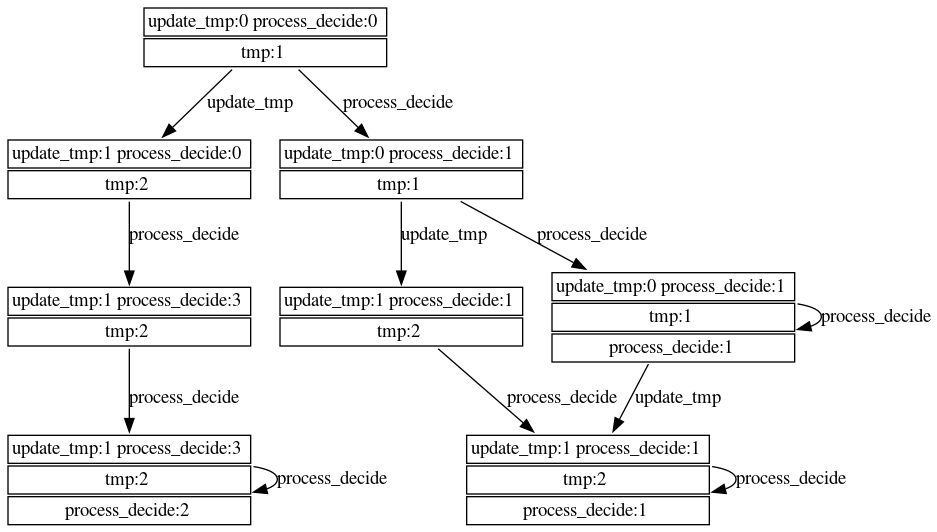 update_tmp:0 process_decide:0
tmp:1
update_tmp
process_decide
update_tmp:1 process_decide:0
tmp:2
update_tmp:0 process_decide:1
tmp:1
process_decide
update_tmp
process_decide
update_tmp:0 process_decide:1
tmp:1
process_decide:1
process_decide
update_tmp:1 process_decide:3
tmp:2
update_tmp:1 process_decide:1
tmp:2
process_decide
process_decide
update_tmp
update_tmp:1 process_decide:3
tmp:2
process_decide:2
process_decide
update_tmp:1 process_decide:1
tmp:2
process_decide:1
process_decide